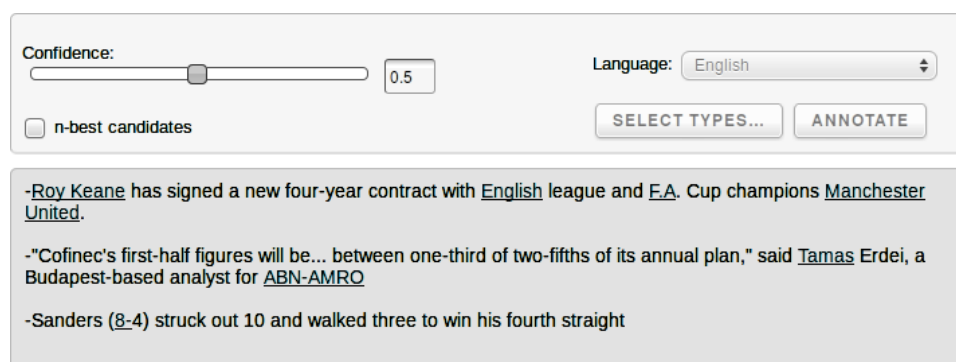 Confidence:
0.5
Language: English
n-best candidates
SELECT TYPES... ANNOTATE
-Roy Keane has signed a new four-year contract with English league and F.A. Cup champions Manchester
United.
-"Cofinec's first-half figures will be... between one-third of two-fifths of its annual plan," said Tamas Erdei, a
Budapest-based analyst for ABN-AMRO
-Sanders (8-4) struck out 10 and walked three to win his fourth straight